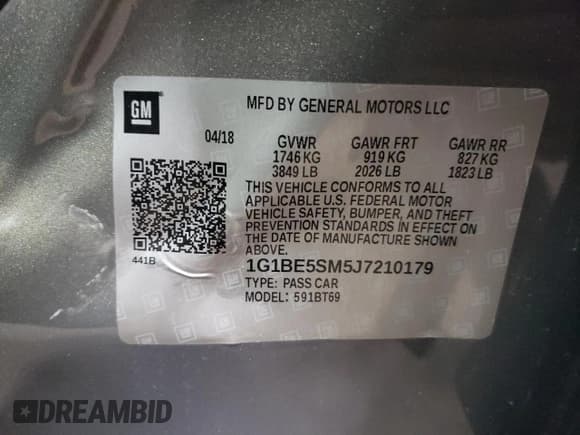 GM
MFD BY GENERAL MOTORS LLC
04/18 GVWR GAWR FRT GAWR RR
1746 KG 919 KG 827 KG
3849 LB 2026 LB 1823 LB
THIS VEHICLE CONFORMS TO ALL
APPLICABLE U.S. FEDERAL MOTOR
VEHICLE SAFETY, BUMPER, AND THEFT
PREVENTION STANDARDS IN EFFECT ON
THE DATE OF MANUFACTURE SHOWN
ABOVE.
441B
1G1BE5SM5J7210179
TYPE: PASS CAR
MODEL: 591BT69
DREAMBID